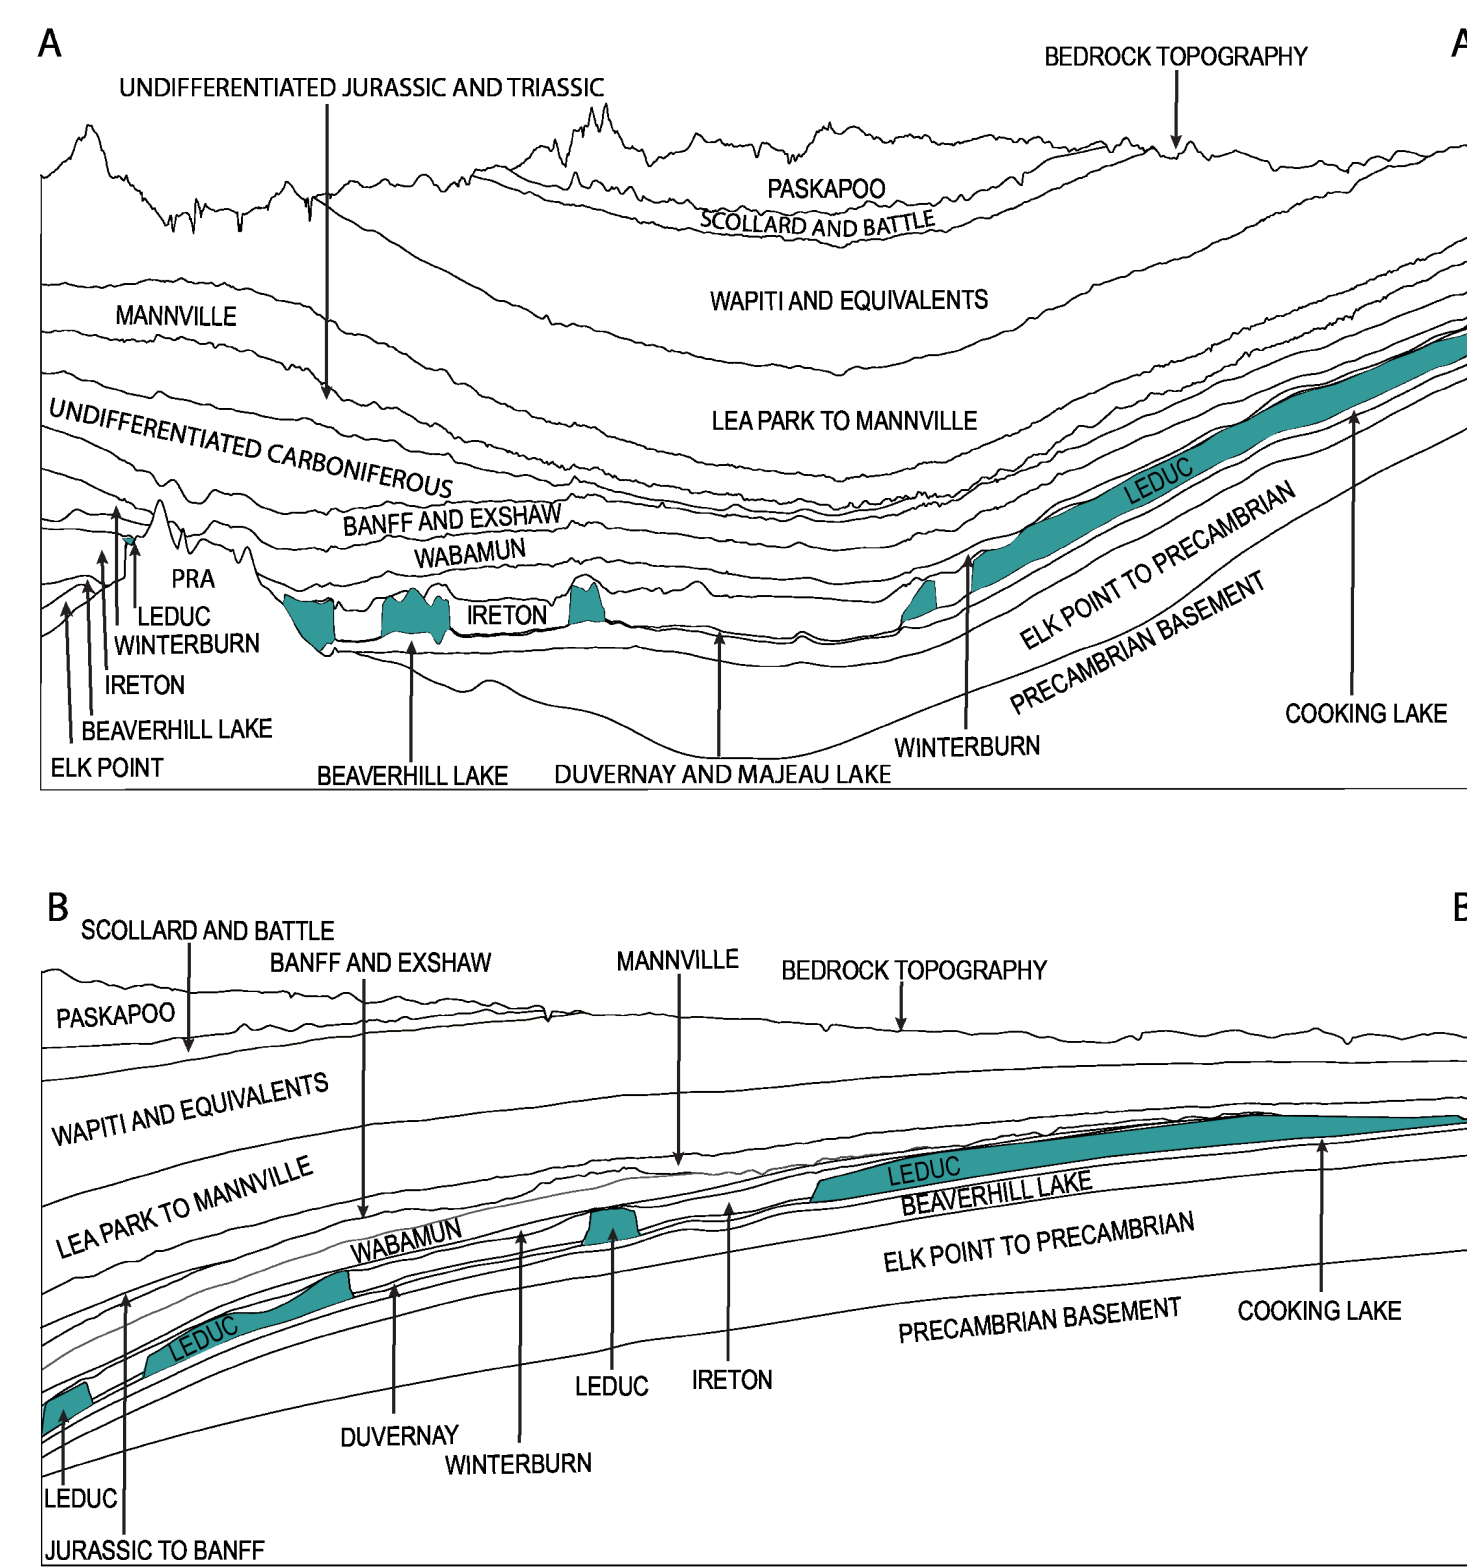 A
A
BEDROCK TOPOGRAPHY
UNDIFFERENTIATED JURASSIC AND TRIASSIC
PASKAPOO
SCOLLARD AND BATTLE
WAPITI AND EQUIVALENTS
MANNVILLE
LEA PARK TO MANNVILLE
UNDIFFERENTIATED CARBONIFEROUS
LEDUC
BANFF AND EXSHAW
WABAMUN
ELK POINT TO PRECAMBRIAN
PRA
LEDUC
IRETON
WINTERBURN
PRECAMBRIAN BASEMENT
IRETON
COOKING LAKE
BEAVERHILL LAKE
WINTERBURN
ELK POINT
BEAVERHILL LAKE
DUVERNAY AND MAJEAU LAKE
B
SCOLLARD AND BATTLE
BANFF AND EXSHAW
MANNVILLE
BEDROCK TOPOGRAPHY
PASKAPOO
WAPITI AND EQUIVALENTS
LEA PARK TO MANNVILLE
LEDUC
BEAVERHILL LAKE
WABAMUN
ELK POINT TO PRECAMBRIAN
LEDUC
PRECAMBRIAN BASEMENT
COOKING LAKE
LEDUC
IRETON
DUVERNAY
WINTERBURN
LEDUC
JURASSIC TO BANFF